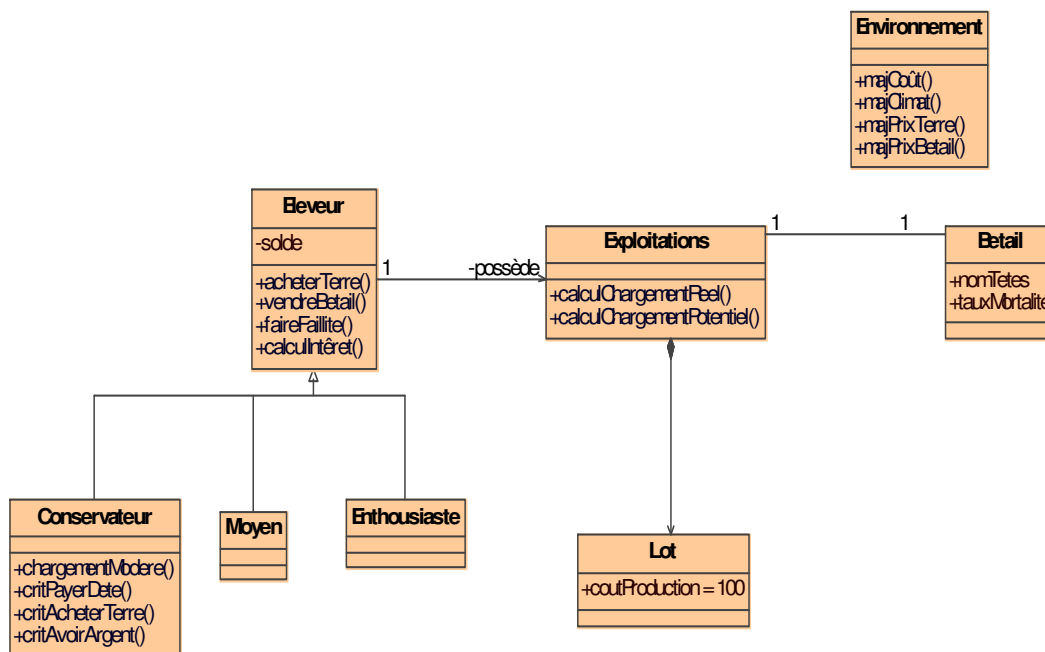 Environnement
+majCoût()
+majClimat()
+majPrixTerre()
+majPrixBetail()
Eleveur
-solde
+acheterTerre()
+vendreBetail()
+faireFaillite()
+calculIntêret()
1
-possède
Exploitations
+calculChargementReel()
+calculChargementPotentiel()
1
1
Betail
+nomTetes
+tauxMortalite
Conservateur
+chargementModere()
+critPayerDete()
+critAcheterTerre()
+critAvoirArgent()
Moyen
Enthousiaste
Lot
+coutProduction = 100